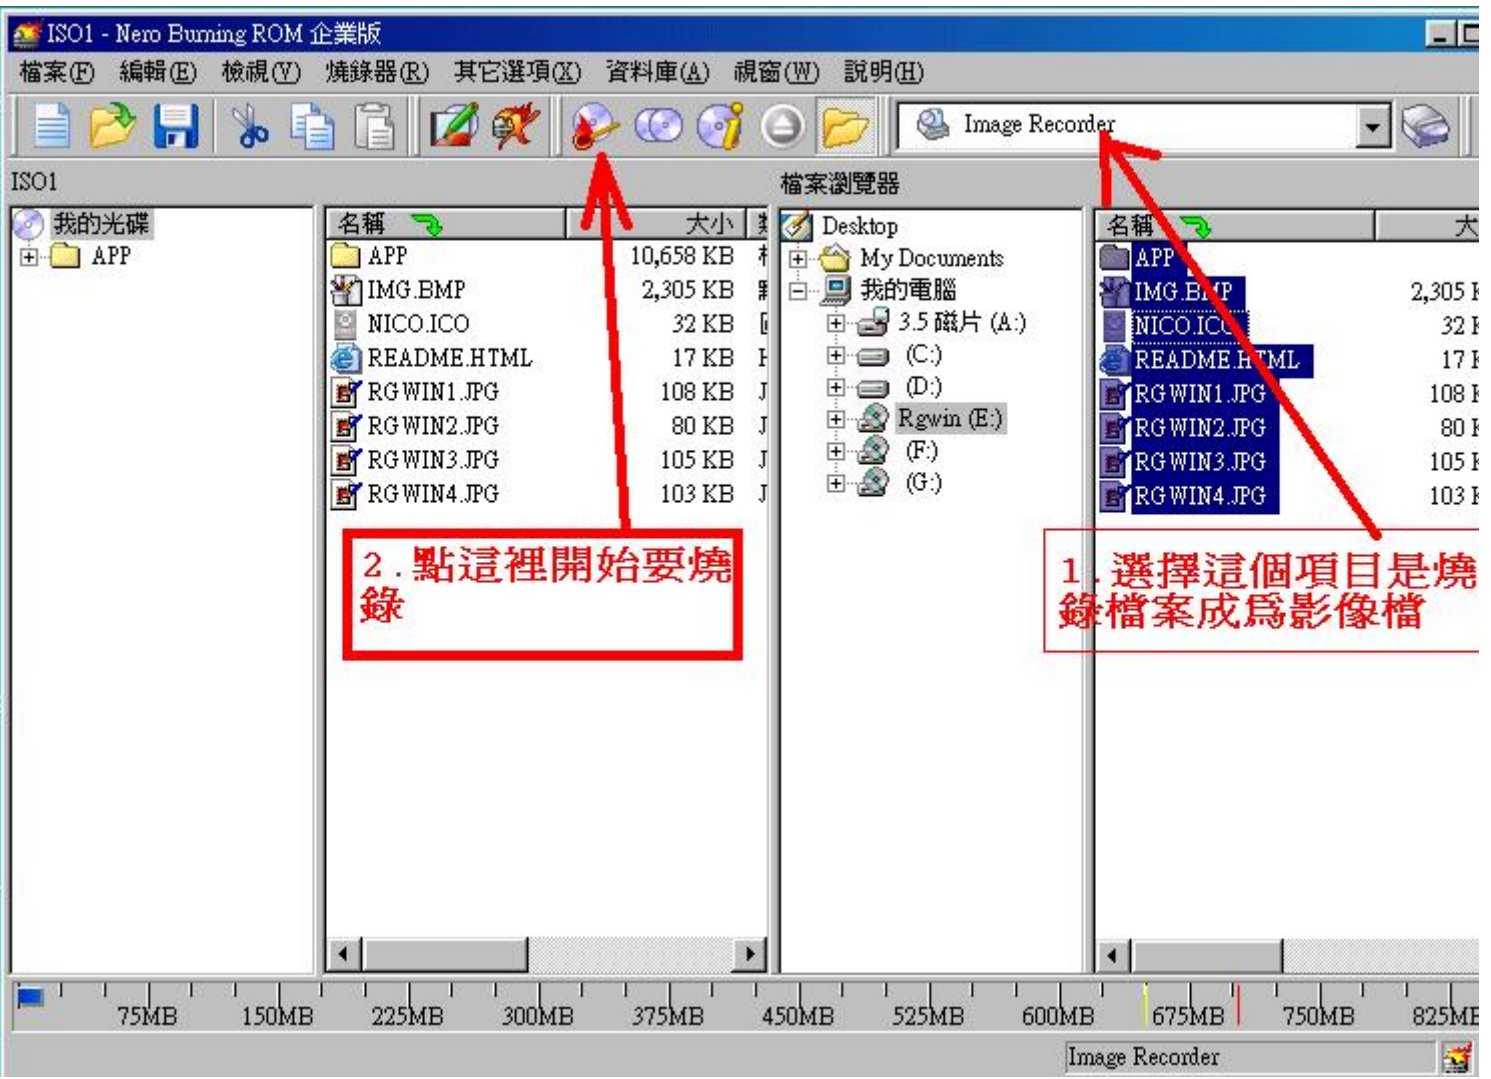 ISO1 - Nero Burning ROM 企業版
檔案(F) 編輯(E) 檢視(V) 燒錄器(R) 其它選項(X) 資料庫(A) 視窗(W) 說明(H)
Image Recorder
ISO1
我的光碟
APP
名稱 大小
APP 10,658 KB
IMG.BMP 2,305 KB
NICO.ICO 32 KB
README.HTML 17 KB
RGWIN1.JPG 108 KB
RGWIN2.JPG 80 KB
RGWIN3.JPG 105 KB
RGWIN4.JPG 103 KB
2.點這裡開始要燒
錄
檔案瀏覽器
Desktop
My Documents
我的電腦
3.5 磁片 (A:)
(C:)
(D:)
Rgwin (E:)
(F:)
(G:)
名稱 大
APP
IMG.BMP 2,305
NICO.ICO 32
README.HTML 17
RGWIN1.JPG 108
RGWIN2.JPG 80
RGWIN3.JPG 105
RGWIN4.JPG 103
1.選擇這個項目是燒
錄檔案成爲影像檔
75MB 150MB 225MB 300MB 375MB 450MB 525MB 600MB 675MB 750MB 825MB
Image Recorder